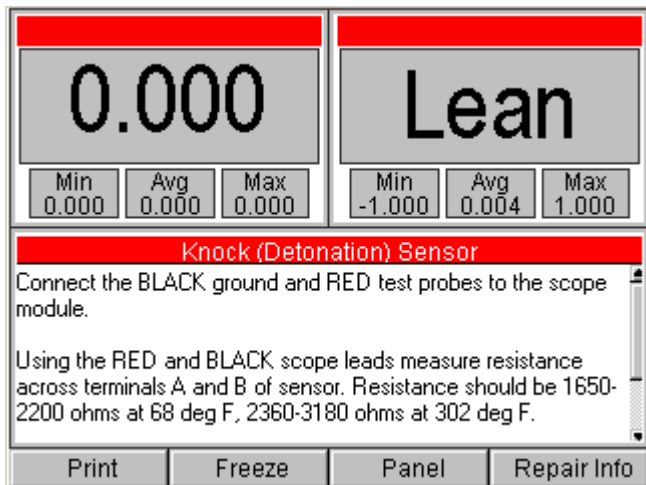 0.000
Lean
Min
0.000
Avg
0.000
Max
0.000
Min
-1.000
Avg
0.004
Max
1.000
Knock (Detonation) Sensor
Connect the BLACK ground and RED test probes to the scope
module.
Using the RED and BLACK scope leads measure resistance
across terminals A and B of sensor. Resistance should be 1650-
2200 ohms at 68 deg F, 2360-3180 ohms at 302 deg F.
Print
Freeze
Panel
Repair Info